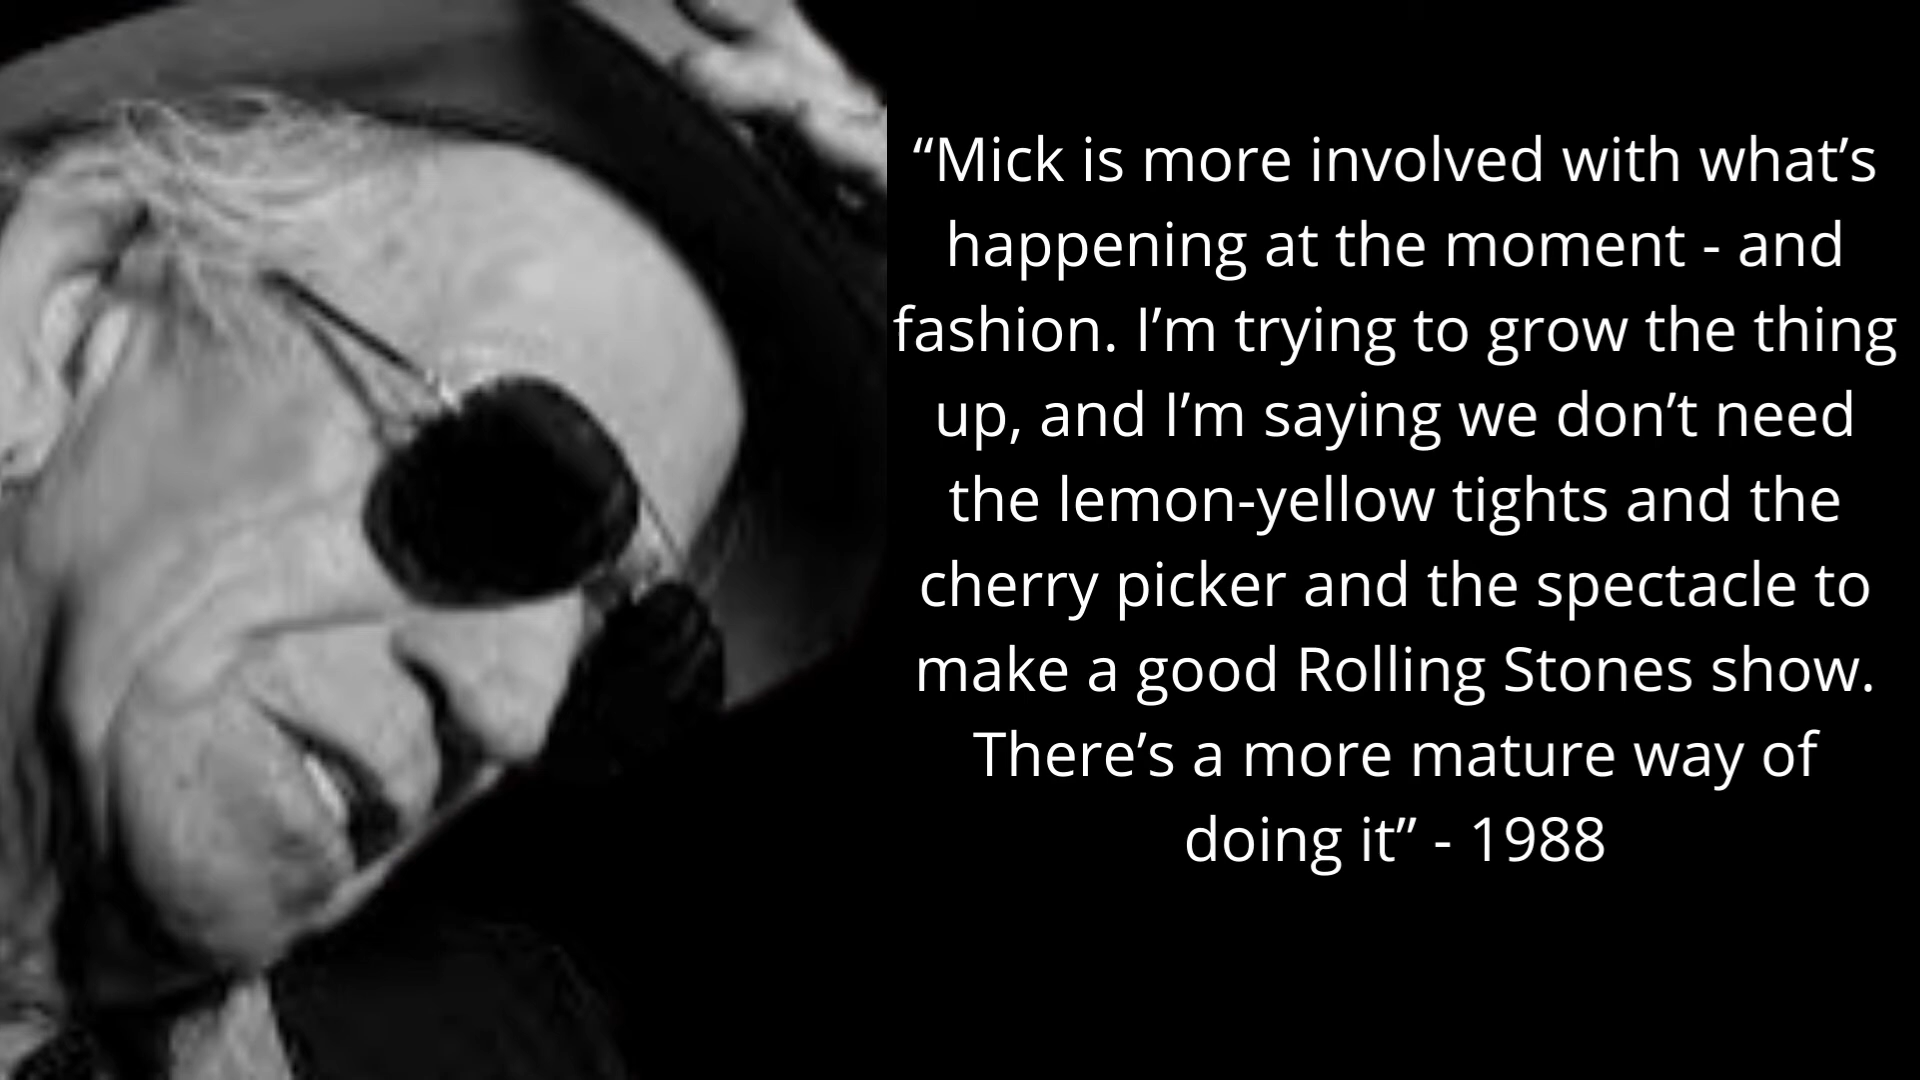 “Mick is more involved with what’s
happening at the moment - and
fashion. I’m trying to grow the thing
up, and I’m saying we don’t need
the lemon-yellow tights and the
cherry picker and the spectacle to
make a good Rolling Stones show.
There’s a more mature way of
doing it” - 1988